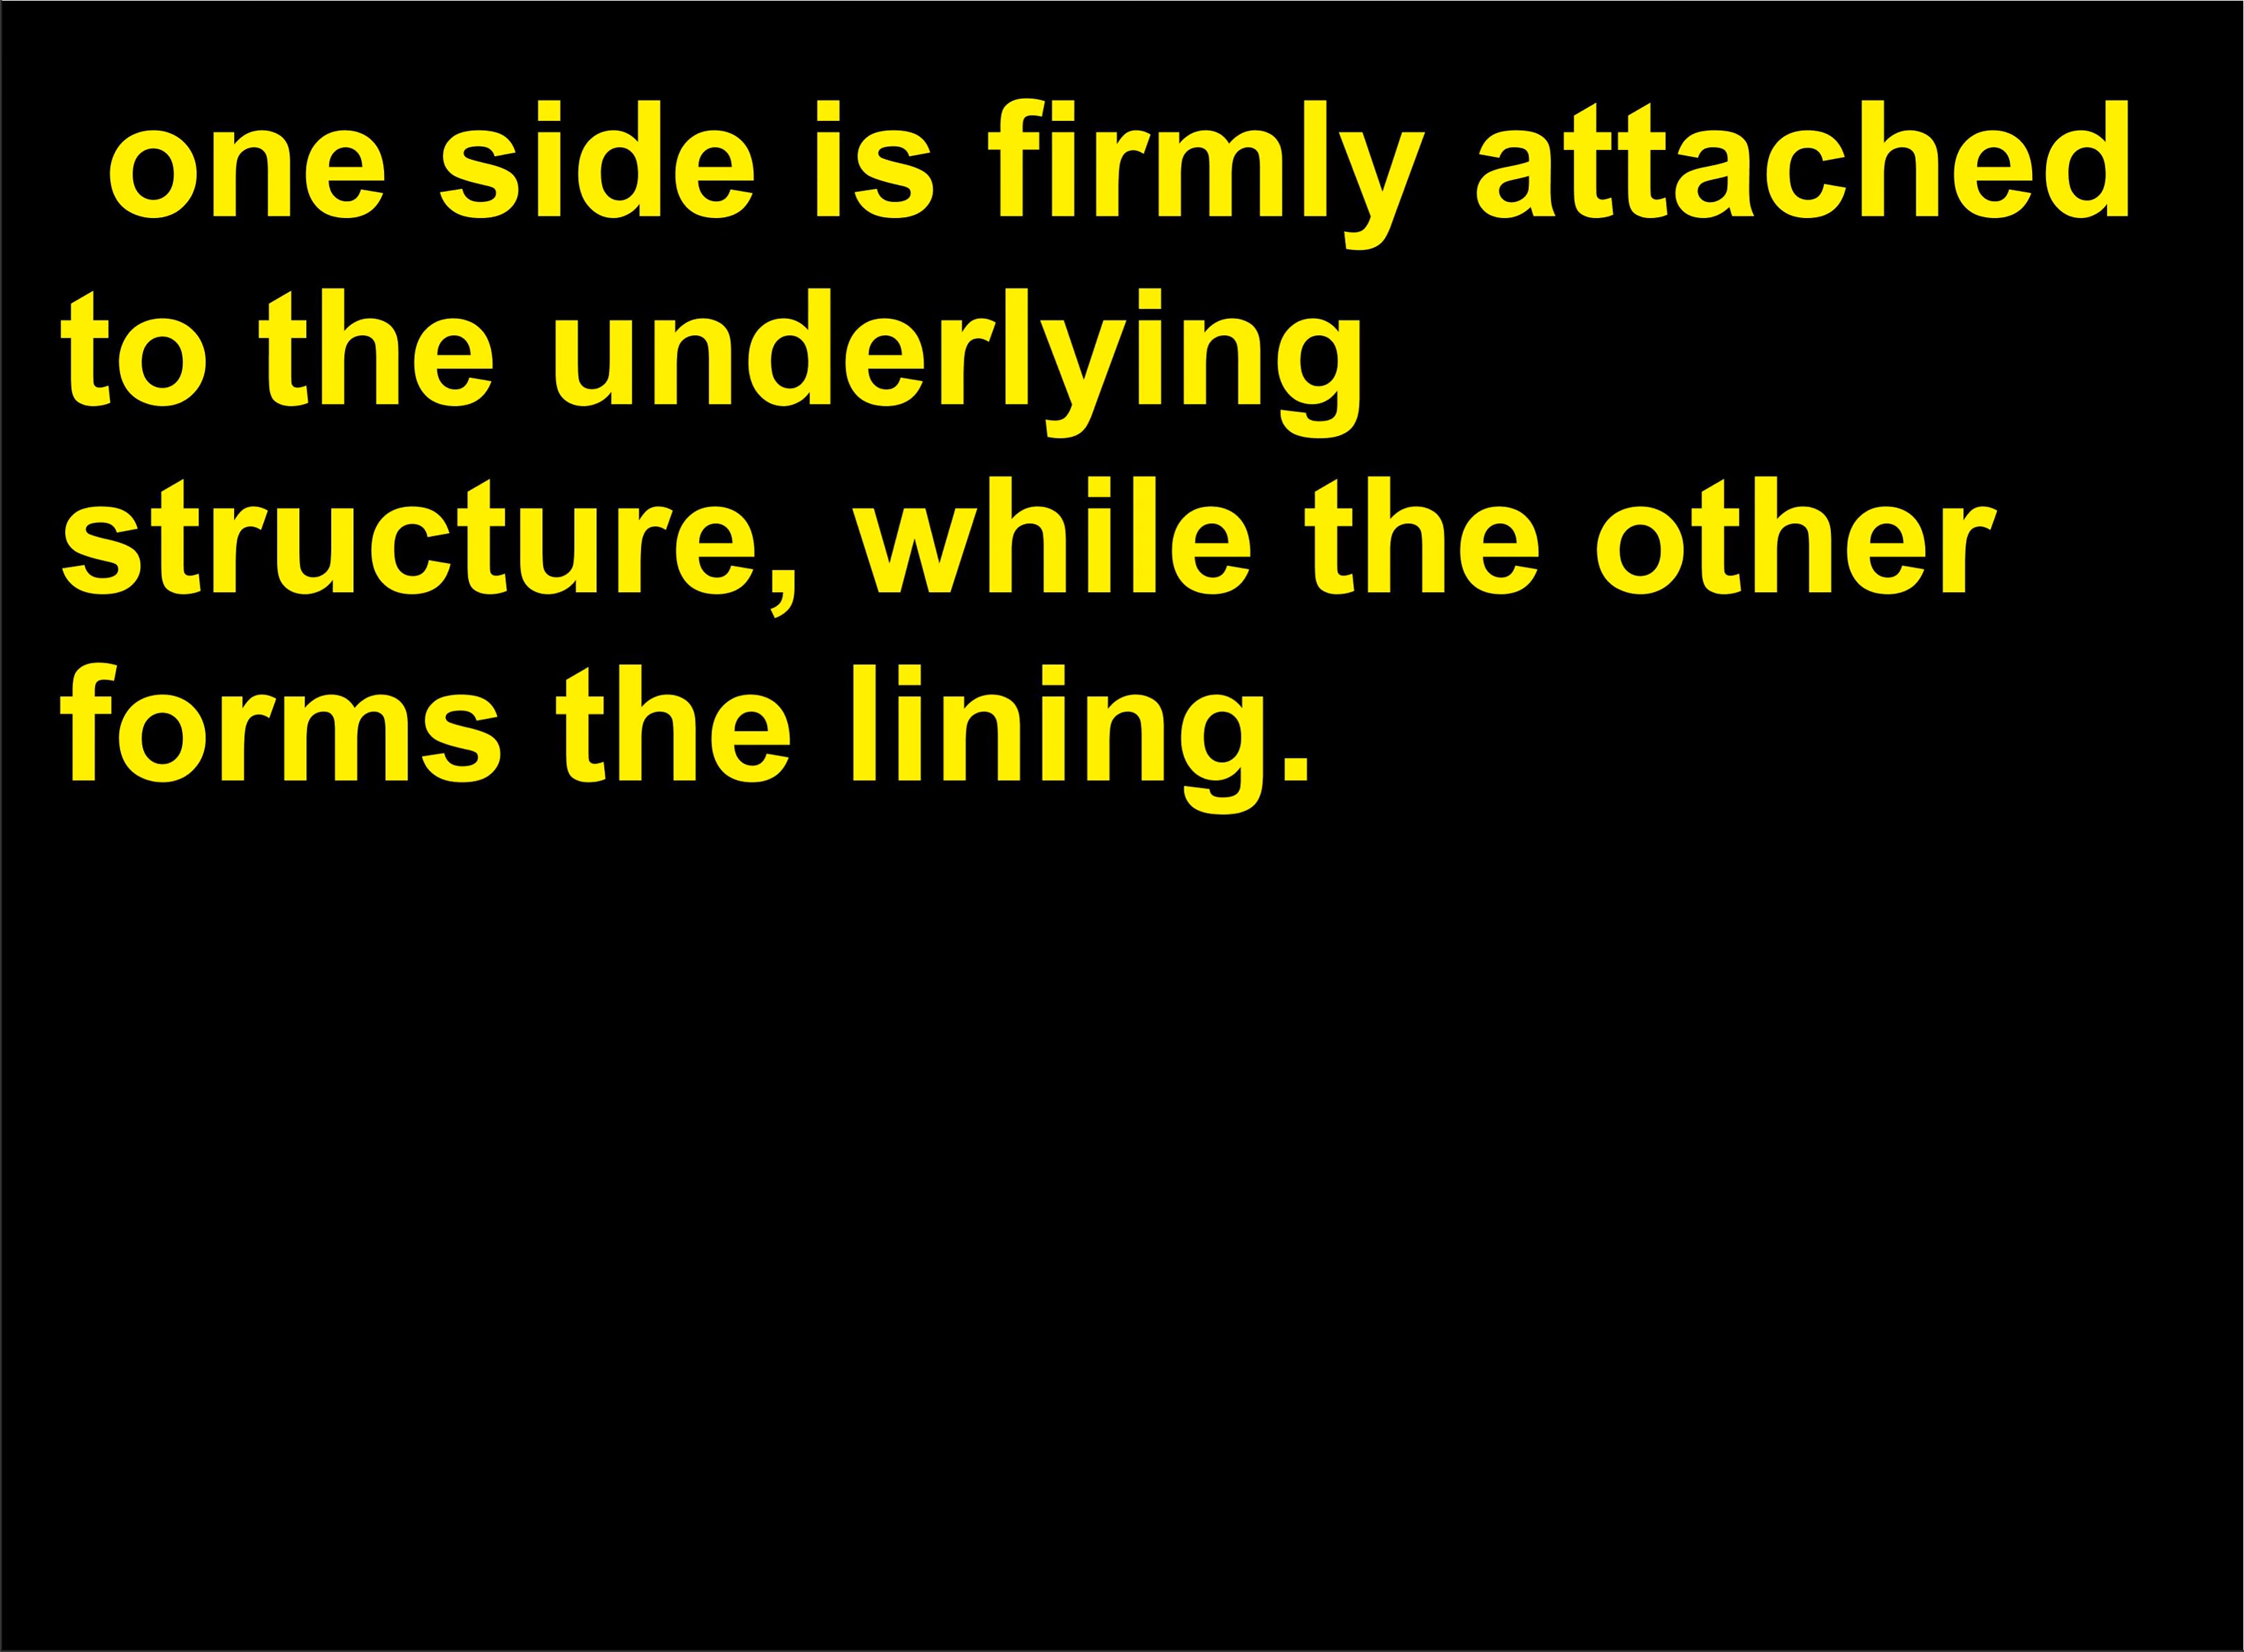 one side is firmly attached
to the underlying
structure, while the other
forms the lining.